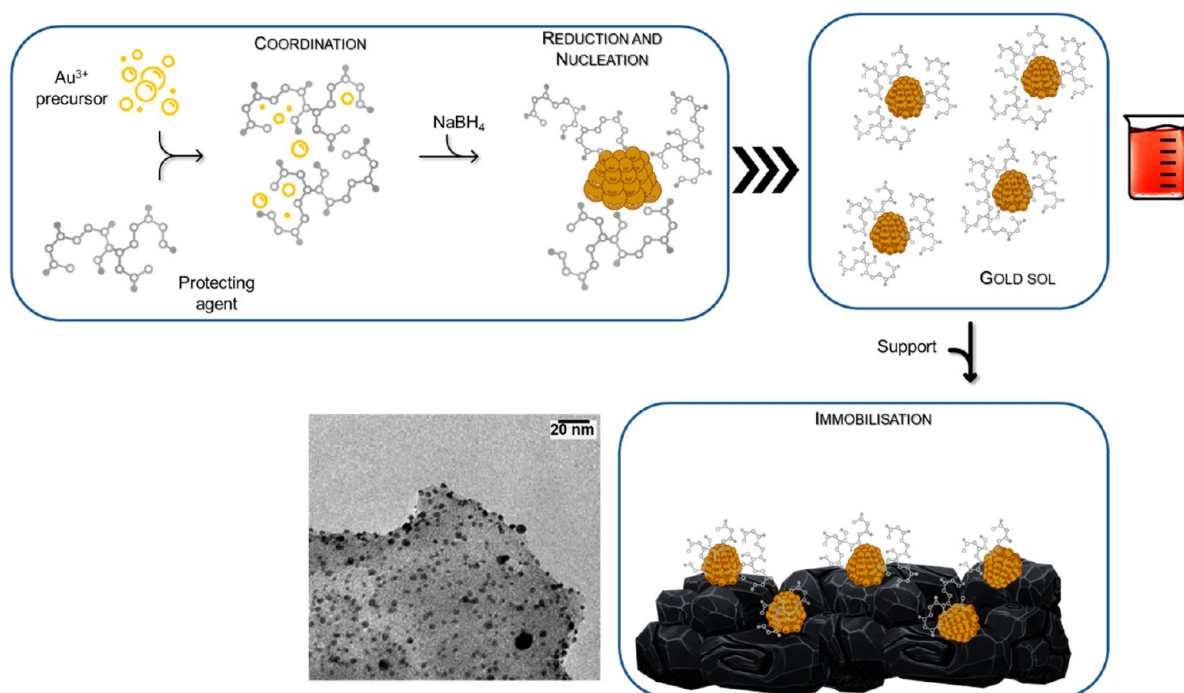 Au³⁺
precursor
COORDINATION
REDUCTION AND
NUCLEATION
NaBH₄
Protecting
agent
GOLD SOL
Support
20 nm
IMMOBILISATION